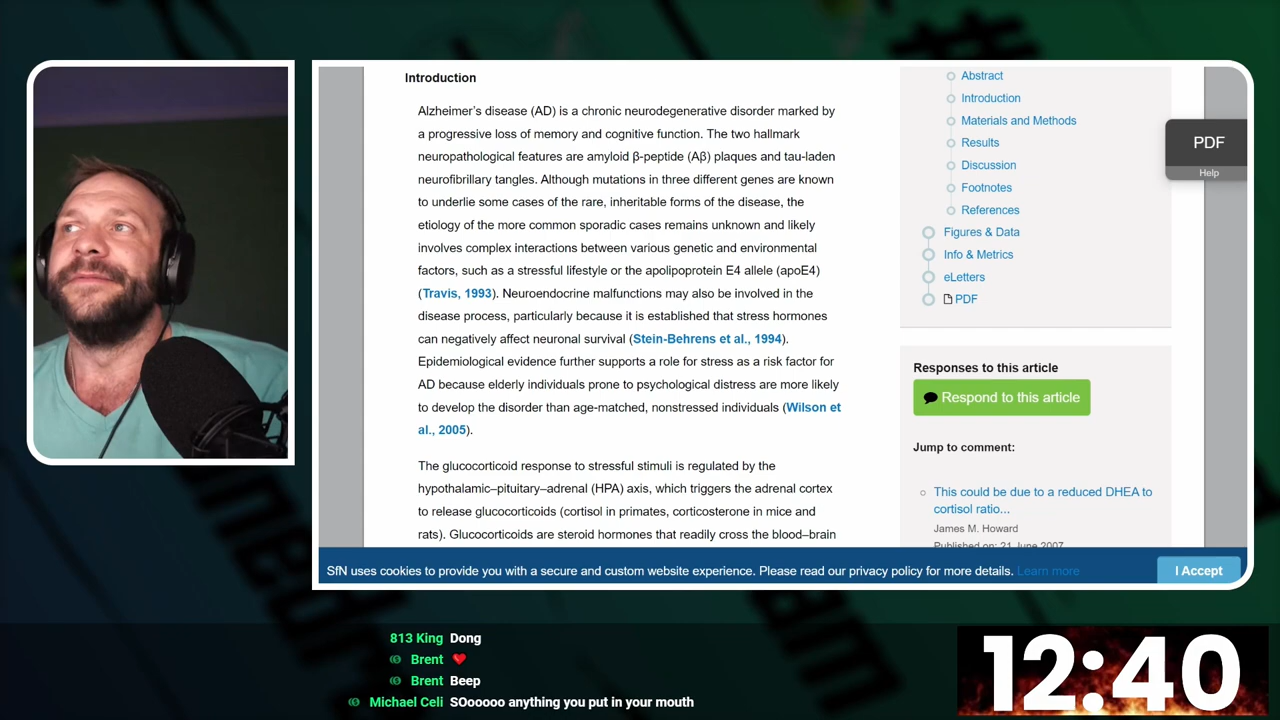 Introduction
Alzheimer's disease (AD) is a chronic neurodegenerative disorder marked by
a progressive loss of memory and cognitive function. The two hallmark
neuropathological features are amyloid β-peptide (Aβ) plaques and tau-laden
neurofibrillary tangles. Although mutations in three different genes are known
to underlie some cases of the rare, inheritable forms of the disease, the
etiology of the more common sporadic cases remains unknown and likely
involves complex interactions between various genetic and environmental
factors, such as a stressful lifestyle or the apolipoprotein E4 allele (apoE4)
(Travis, 1993). Neuroendocrine malfunctions may also be involved in the
disease process, particularly because it is established that stress hormones
can negatively affect neuronal survival (Stein-Behrens et al., 1994).
Epidemiological evidence further supports a role for stress as a risk factor for
AD because elderly individuals prone to psychological distress are more likely
to develop the disorder than age-matched, nonstressed individuals (Wilson et
al., 2005).
The glucocorticoid response to stressful stimuli is regulated by the
hypothalamic–pituitary–adrenal (HPA) axis, which triggers the adrenal cortex
to release glucocorticoids (cortisol in primates, corticosterone in mice and
rats). Glucocorticoids are steroid hormones that readily cross the blood–brain
Abstract
Introduction
Materials and Methods
Results
Discussion
Footnotes
References
Figures & Data
Info & Metrics
eLetters
PDF
PDF
Help
Responses to this article
Respond to this article
Jump to comment:
This could be due to a reduced DHEA to
cortisol ratio...
James M. Howard
Published on: 21 June 2007
SfN uses cookies to provide you with a secure and custom website experience. Please read our privacy policy for more details. Learn more
I Accept
813 King Dong
Brent ❤️
Brent Beep
Michael Celi SOooooo anything you put in your mouth
12:40